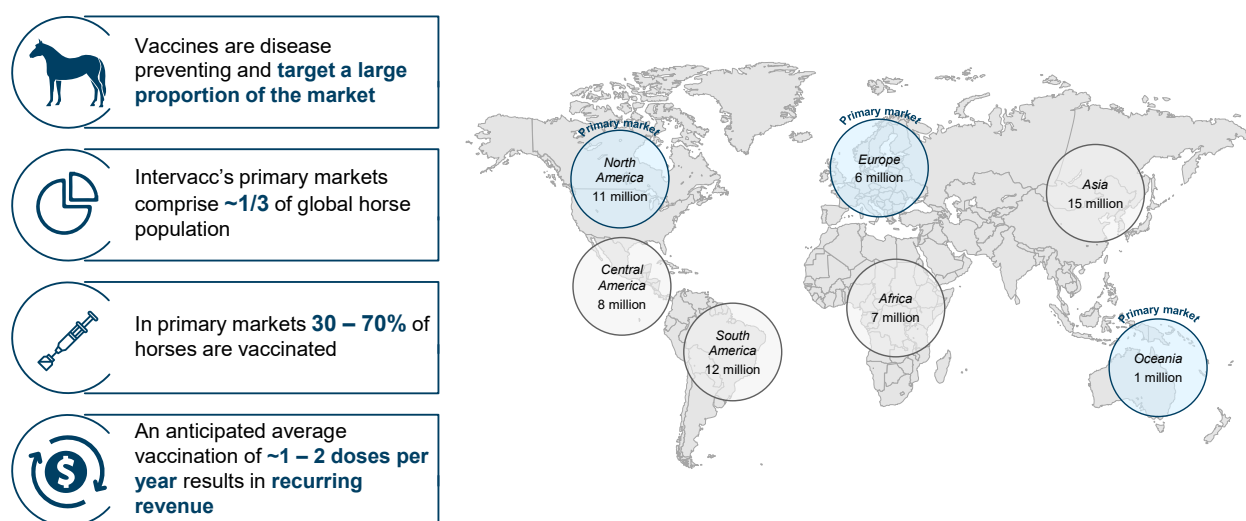 Vaccines are disease
preventing and target a large
proportion of the market
Intervacc’s primary markets
comprise ~1/3 of global horse
population
In primary markets 30 – 70% of
horses are vaccinated
An anticipated average
vaccination of ~1 – 2 doses per
year results in recurring
revenue
Primary market
North
America
11 million
Primary market
Europe
6 million
Asia
15 million
Central
America
8 million
Africa
7 million
South
America
12 million
Primary market
Oceania
1 million